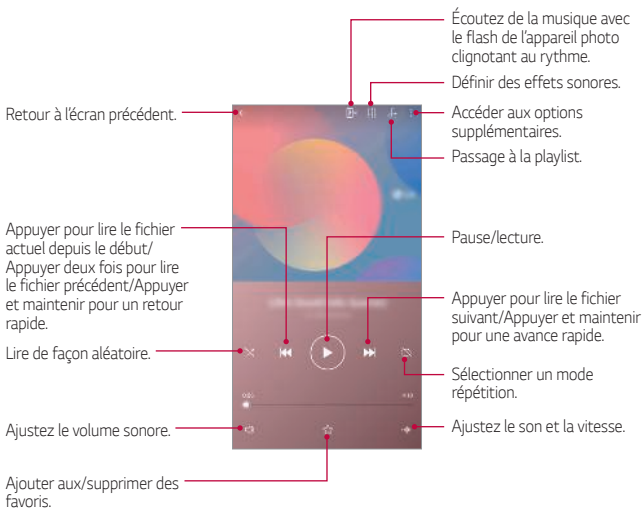 Écoutez de la musique avec
le flash de l'appareil photo
clignotant au rythme.
Définir des effets sonores.
Retour à l'écran précédent.
Accéder aux options
supplémentaires.
Passage à la playlist.
Appuyer pour lire le fichier
actuel depuis le début/
Appuyer deux fois pour lire
le fichier précédent/Appuyer
et maintenir pour un retour
rapide.
Pause/lecture.
Appuyer pour lire le fichier
suivant/Appuyer et maintenir
pour une avance rapide.
Lire de façon aléatoire.
Sélectionner un mode
répétition.
Ajustez le volume sonore.
Ajustez le son et la vitesse.
Ajouter aux/supprimer des
favoris.